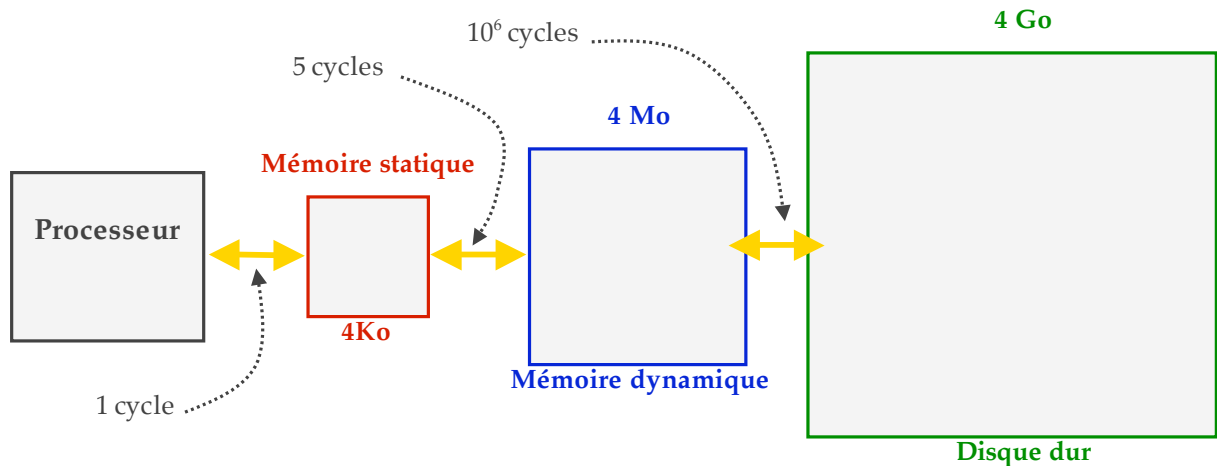 4 Go
10⁶ cycles
5 cycles
4 Mo
Mémoire statique
Processeur
4Ko
Mémoire dynamique
1 cycle
Disque dur